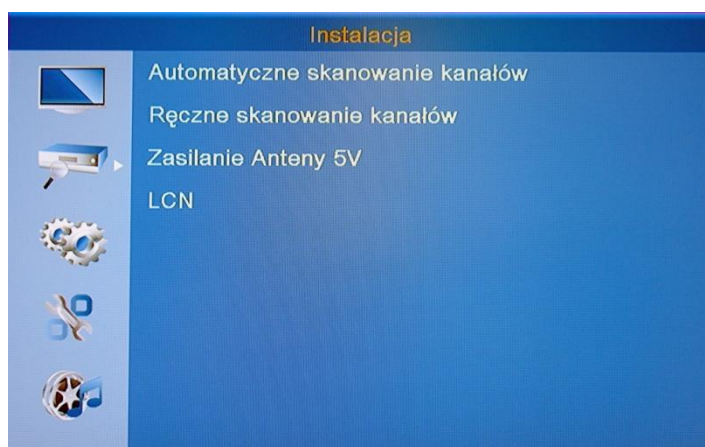 Instalacja
Automatyczne skanowanie kanałów
Ręczne skanowanie kanałów
Zasilanie Anteny 5V
LCN